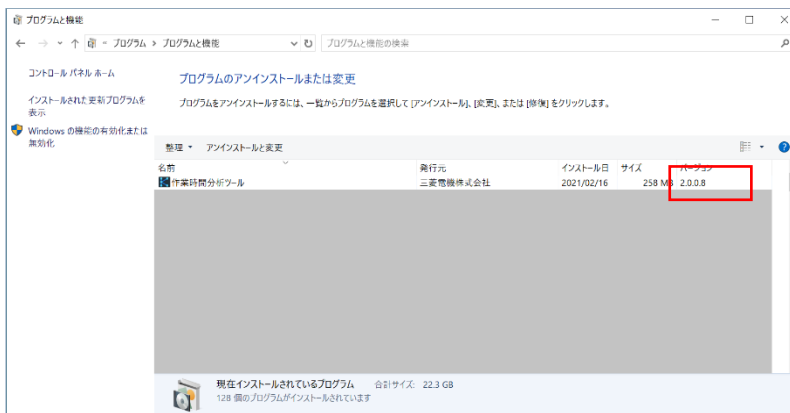 プログラムと機能
プログラム > プログラムと機能
プログラムと機能の検索
コントロール パネル ホーム
インストールされた更新プログラムを
表示
Windows の機能の有効化または
無効化
プログラムのアンインストールまたは変更
プログラムをアンインストールするには、一覧からプログラムを選択して [アンインストール]、[変更]、または [修復] をクリックします。
整理 アンインストールと変更
名前 発行元 インストール日 サイズ バージョン
作業時間分析ツール 三菱電機株式会社 2021/02/16 258 MB 2.0.0.8
現在インストールされているプログラム 合計サイズ: 22.3 GB
128 個のプログラムがインストールされています